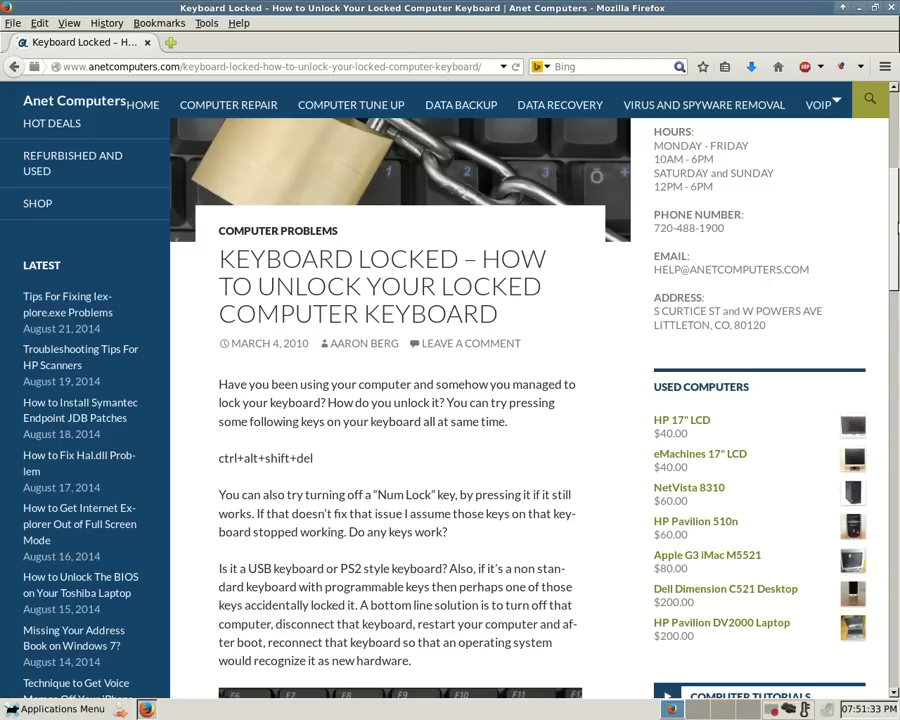 Keyboard Locked – How to Unlock Your Locked Computer Keyboard | Anet Computers - Mozilla Firefox
File Edit View History Bookmarks Tools Help
Keyboard Locked – H...
www.anetcomputers.com/keyboard-locked-how-to-unlock-your-locked-computer-keyboard/
Bing
Anet Computers
HOME COMPUTER REPAIR COMPUTER TUNE UP DATA BACKUP DATA RECOVERY VIRUS AND SPYWARE REMOVAL VOIP
HOT DEALS
REFURBISHED AND
USED
SHOP
LATEST
Tips For Fixing Iex-
plore.exe Problems
August 21, 2014
Troubleshooting Tips For
HP Scanners
August 19, 2014
How to Install Symantec
Endpoint JDB Patches
August 18, 2014
How to Fix Hal.dll Prob-
lem
August 17, 2014
How to Get Internet Ex-
plorer Out of Full Screen
Mode
August 16, 2014
How to Unlock The BIOS
on Your Toshiba Laptop
August 15, 2014
Missing Your Address
Book on Windows 7?
August 14, 2014
Technique to Get Voice
1 2 3 Ö
COMPUTER PROBLEMS
KEYBOARD LOCKED – HOW
TO UNLOCK YOUR LOCKED
COMPUTER KEYBOARD
MARCH 4, 2010 AARON BERG LEAVE A COMMENT
Have you been using your computer and somehow you managed to
lock your keyboard? How do you unlock it? You can try pressing
some following keys on your keyboard all at same time.
ctrl+alt+shift+del
You can also try turning off a “Num Lock” key, by pressing it if it still
works. If that doesn’t fix that issue I assume those keys on that key-
board stopped working. Do any keys work?
Is it a USB keyboard or PS2 style keyboard? Also, if it’s a non stan-
dard keyboard with programmable keys then perhaps one of those
keys accidentally locked it. A bottom line solution is to turn off that
computer, disconnect that keyboard, restart your computer and af-
ter boot, reconnect that keyboard so that an operating system
would recognize it as new hardware.
F6 F7 F8 F9 F10 F11
HOURS:
MONDAY - FRIDAY
10AM - 6PM
SATURDAY and SUNDAY
12PM - 6PM
PHONE NUMBER:
720-488-1900
EMAIL:
HELP@ANETCOMPUTERS.COM
ADDRESS:
S CURTICE ST and W POWERS AVE
LITTLETON, CO, 80120
USED COMPUTERS
HP 17" LCD
$40.00
eMachines 17" LCD
$40.00
NetVista 8310
$60.00
HP Pavilion 510n
$60.00
Apple G3 iMac M5521
$80.00
Dell Dimension C521 Desktop
$200.00
HP Pavilion DV2000 Laptop
$200.00
COMPUTER TUTORIALS
Applications Menu
07:51:33 PM